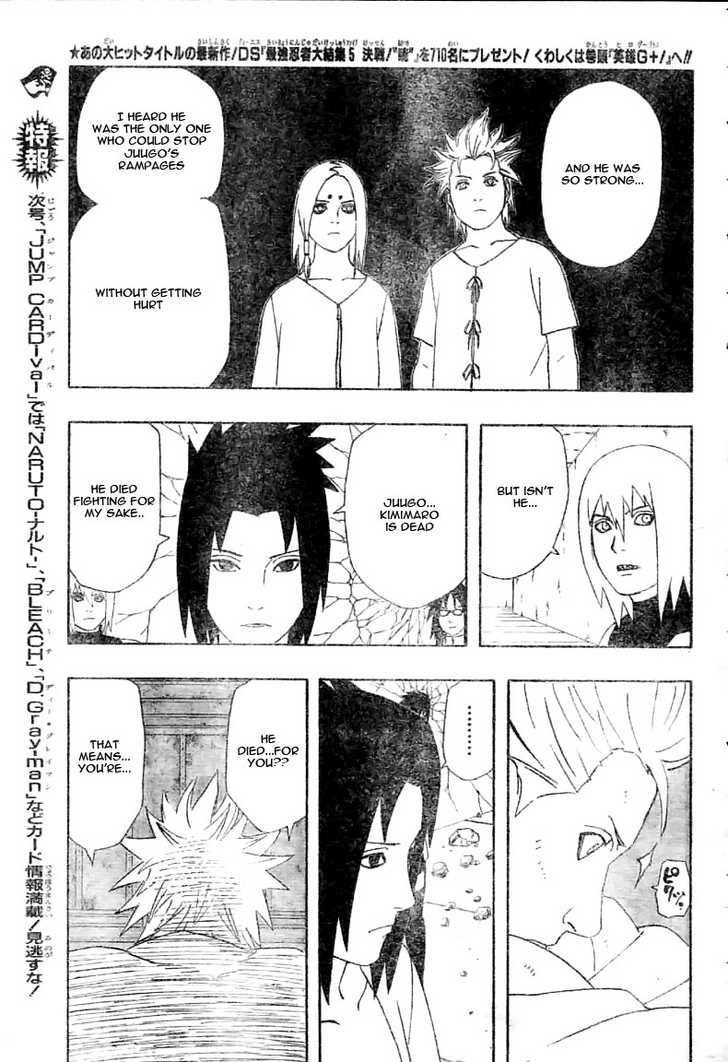 ★あの大ヒットタイトルの最新作！DS『最強忍者大結集5 決戦！"暁"』を710名にプレゼント！くわしくは巻頭『英雄G+！』へ!!
特報
次号、「JUMP CARDival」では「NARUTO-ナルト-」、「BLEACH」、「D.Gray-man」などカード情報満載！見逃すな！
AND HE WAS
SO STRONG...
I HEARD HE
WAS THE ONLY ONE
WHO COULD STOP
JUUGO'S
RAMPAGES
WITHOUT GETTING
HURT
BUT ISN'T
HE...
JUUGO...
KIMIMARO
IS DEAD
HE DIED
FIGHTING FOR
MY SAKE..
ピクッ
.........
HE
DIED...FOR
YOU??
THAT
MEANS...
YOU'RE...